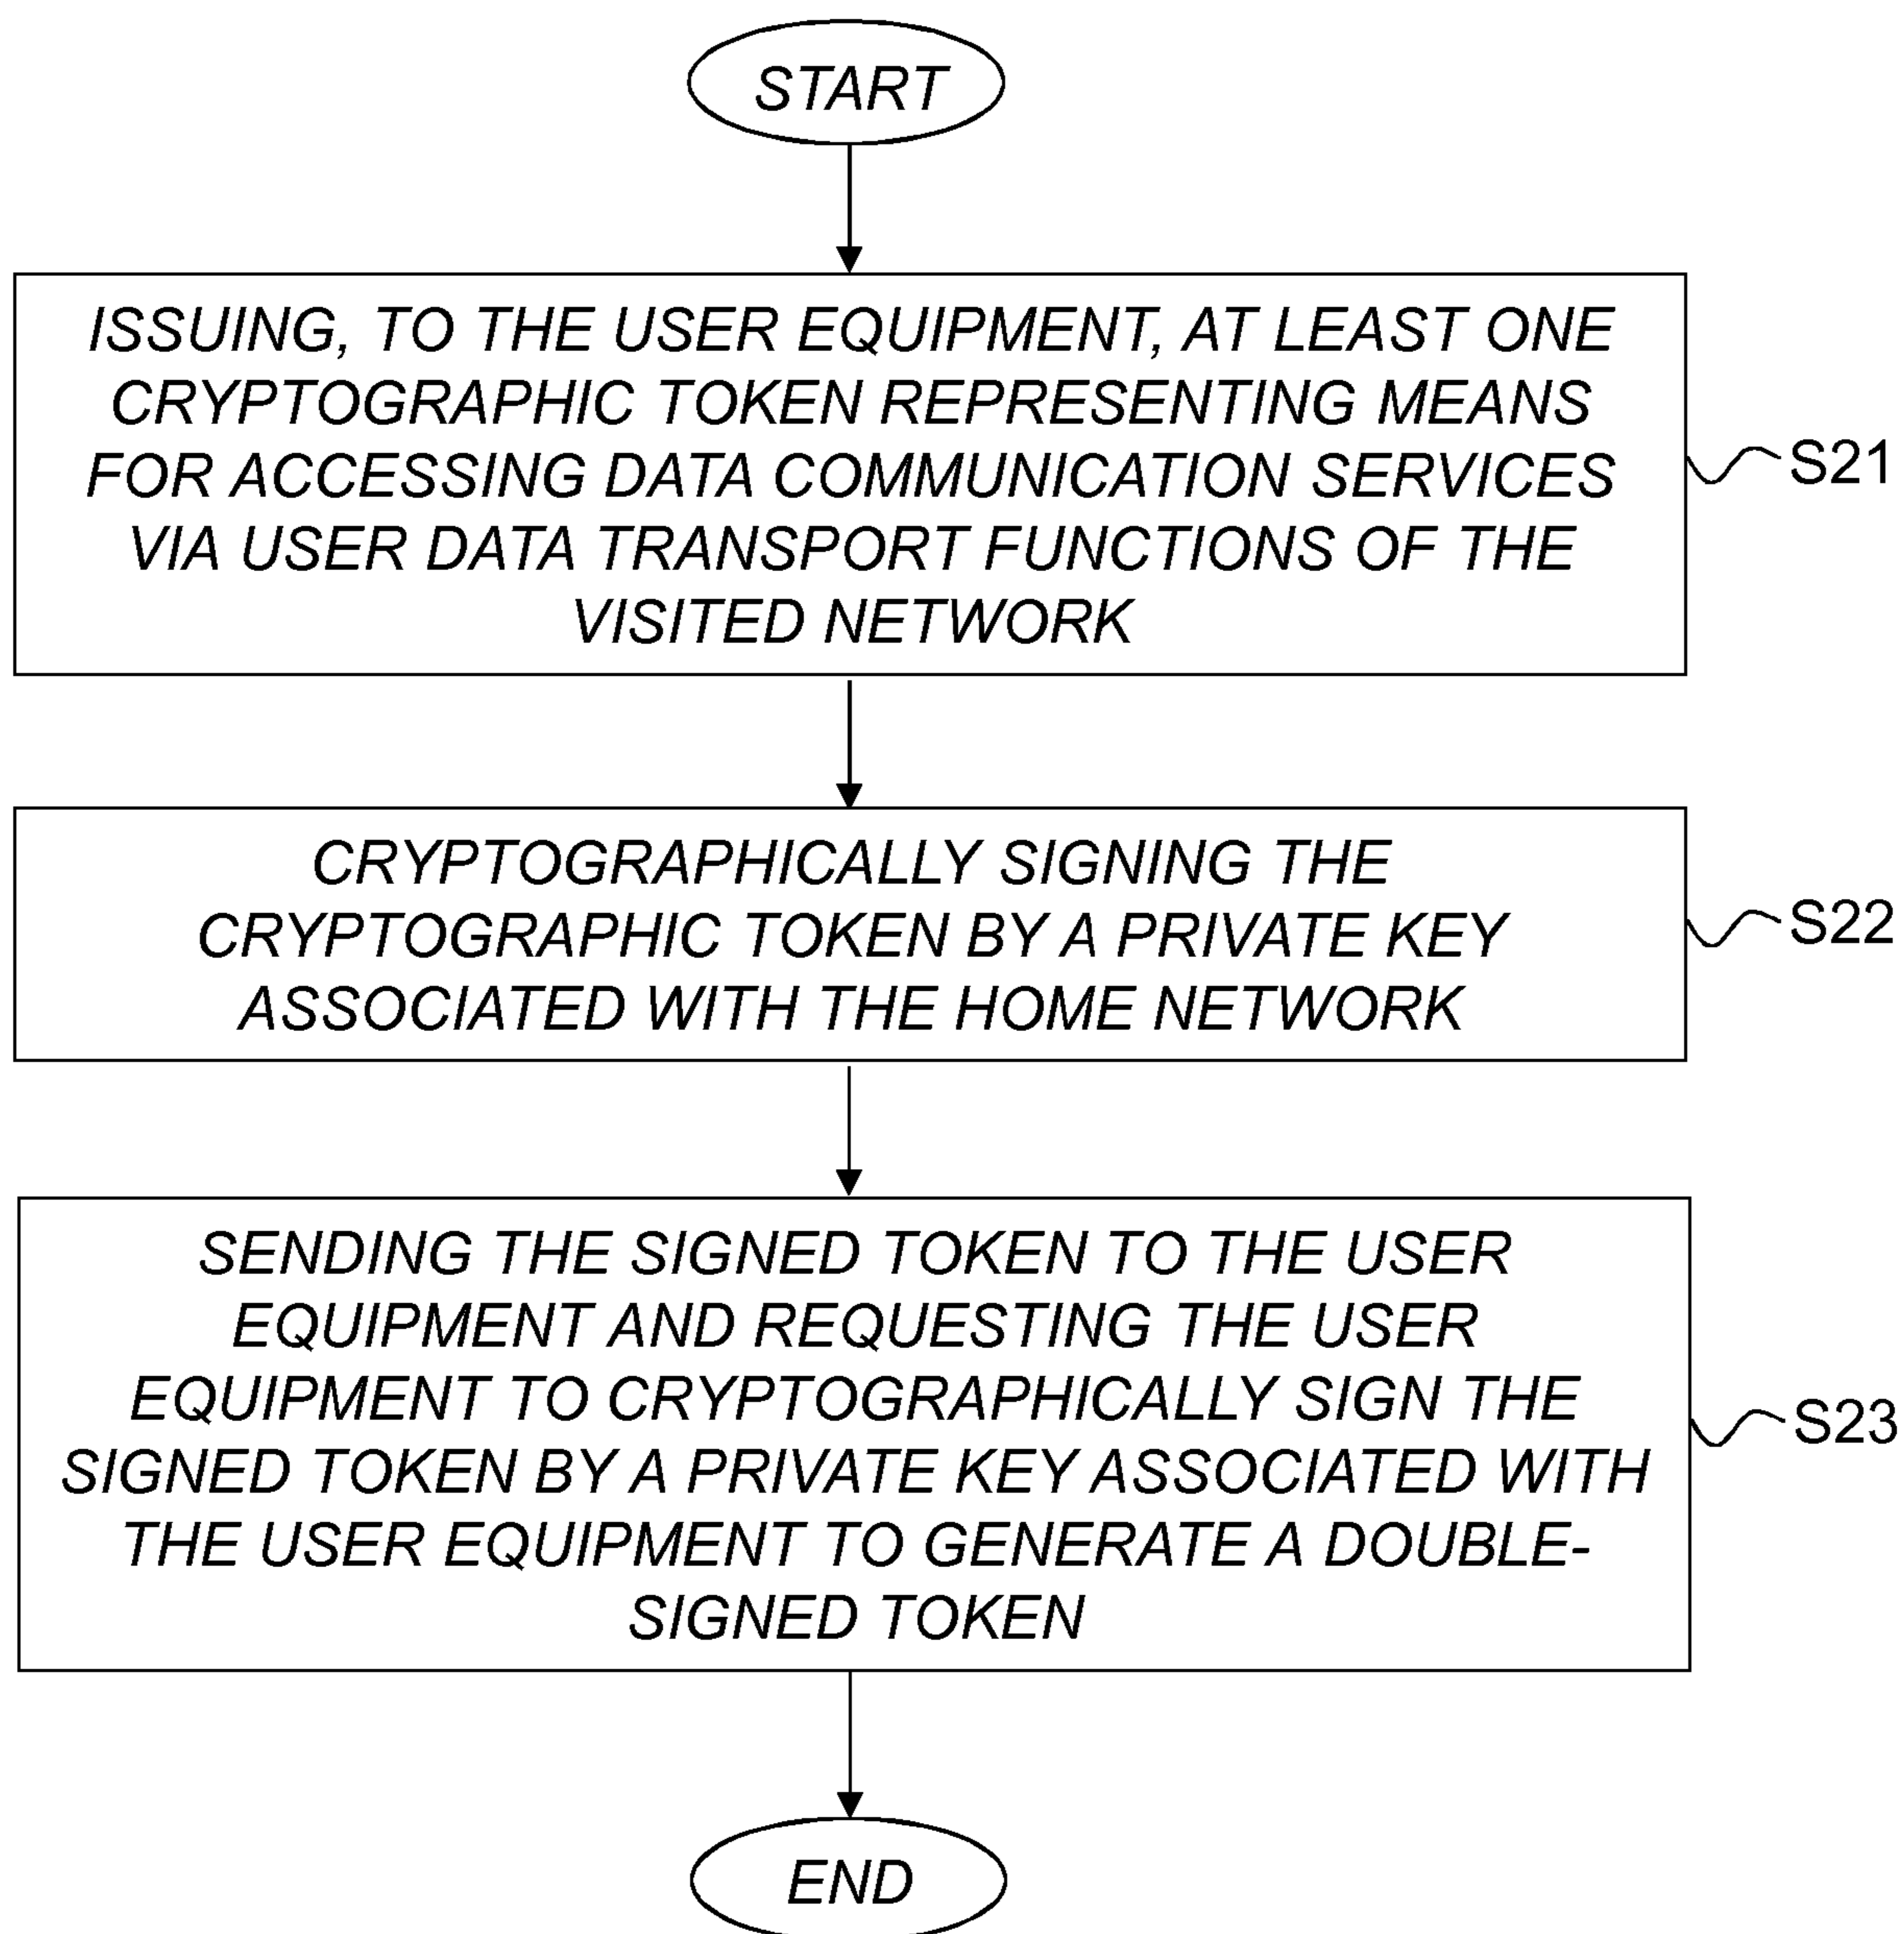 START
ISSUING, TO THE USER EQUIPMENT, AT LEAST ONE
CRYPTOGRAPHIC TOKEN REPRESENTING MEANS
FOR ACCESSING DATA COMMUNICATION SERVICES
VIA USER DATA TRANSPORT FUNCTIONS OF THE
VISITED NETWORK
S21
CRYPTOGRAPHICALLY SIGNING THE
CRYPTOGRAPHIC TOKEN BY A PRIVATE KEY
ASSOCIATED WITH THE HOME NETWORK
S22
SENDING THE SIGNED TOKEN TO THE USER
EQUIPMENT AND REQUESTING THE USER
EQUIPMENT TO CRYPTOGRAPHICALLY SIGN THE
SIGNED TOKEN BY A PRIVATE KEY ASSOCIATED WITH
THE USER EQUIPMENT TO GENERATE A DOUBLE-
SIGNED TOKEN
S23
END